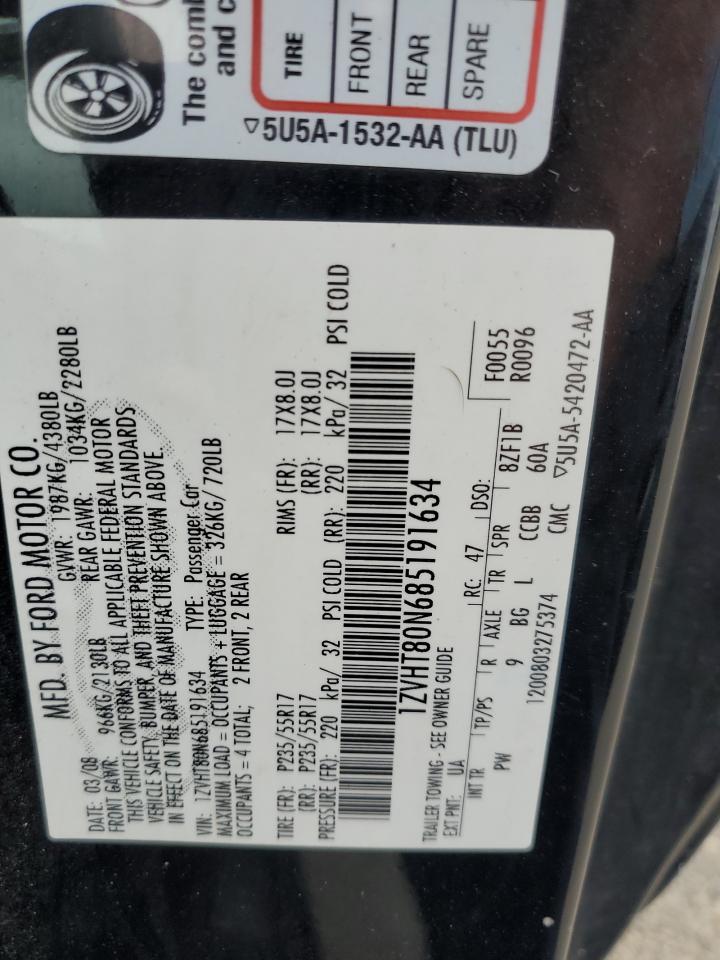 The comb
and c
TIRE
FRONT
REAR
SPARE
▽5U5A-1532-AA (TLU)
MFD. BY FORD MOTOR CO.
DATE: 03/08 GVWR: 1987KG/4380LB
FRONT GAWR: 966KG/2130LB REAR GAWR: 1034KG/2280LB
THIS VEHICLE CONFORMS TO ALL APPLICABLE FEDERAL MOTOR
VEHICLE SAFETY, BUMPER, AND THEFT PREVENTION STANDARDS
IN EFFECT ON THE DATE OF MANUFACTURE SHOWN ABOVE.
VIN: 1ZVHT80N685191634 TYPE: Passenger Car
MAXIMUM LOAD = OCCUPANTS + LUGGAGE = 326KG/ 720LB
OCCUPANTS = 4 TOTAL; 2 FRONT, 2 REAR
TIRE (FR): P235/55R17 RIMS (FR): 17X8.0J
(RR): P235/55R17 (RR): 17X8.0J
PRESSURE (FR): 220 kPa/ 32 PSI COLD (RR): 220 kPa/ 32 PSI COLD
1ZVHT80N685191634
TRAILER TOWING - SEE OWNER GUIDE
EXT PNT: UA RC: 47 DSO: F0055
INT TR TP/PS R AXLE TR SPR 8ZF1B R0096
PW 9 BG L CCBB 60A
1200803275374 CMC ▽5U5A-5420472-AA